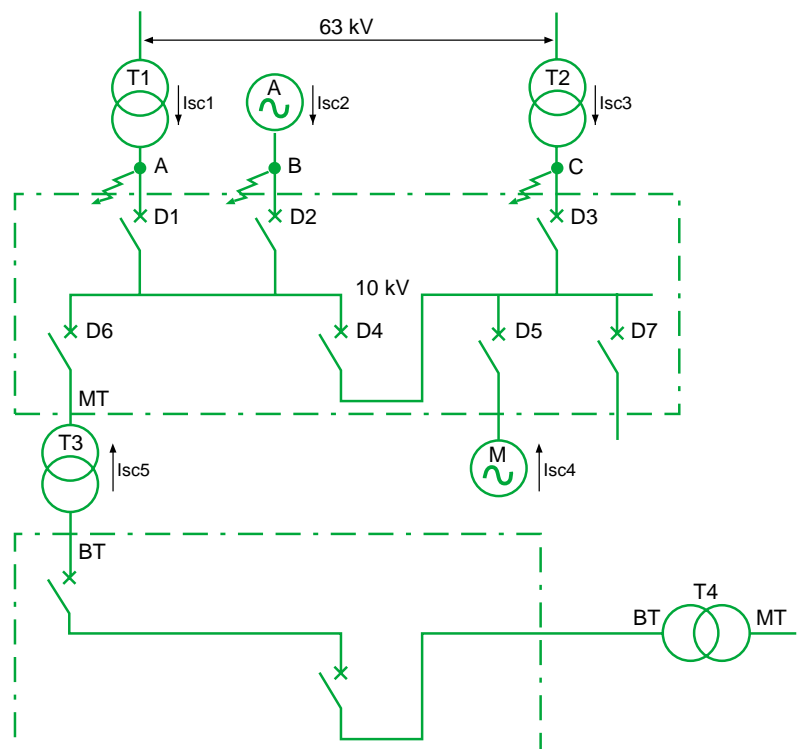 63 kV
T1
A
T2
Isc1
Isc2
Isc3
A
B
C
D1
D2
D3
10 kV
D6
D4
D5
D7
MT
T3
M
Isc5
Isc4
BT
T4
BT
MT